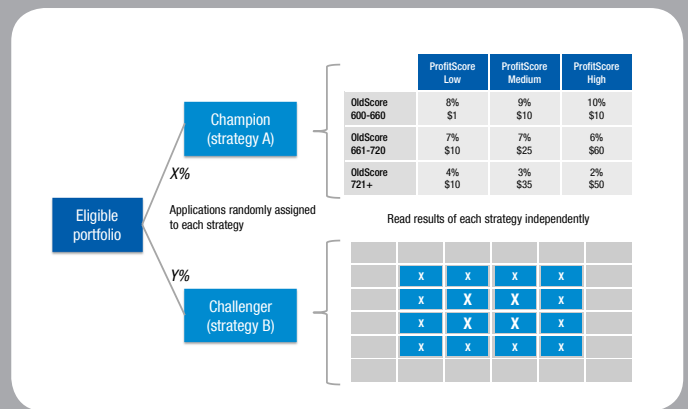 ProfitScore ProfitScore ProfitScore
Low Medium High
OldScore 8% 9% 10%
600-660 $1 $10 $10
OldScore 7% 7% 6%
661-720 $10 $25 $60
OldScore 4% 3% 2%
721+ $10 $35 $50
Champion
(strategy A)
X%
Eligible
portfolio
Applications randomly assigned
to each strategy
Read results of each strategy independently
Y%
Challenger
(strategy B)
X X X X
X X X X
X X X X
X X X X